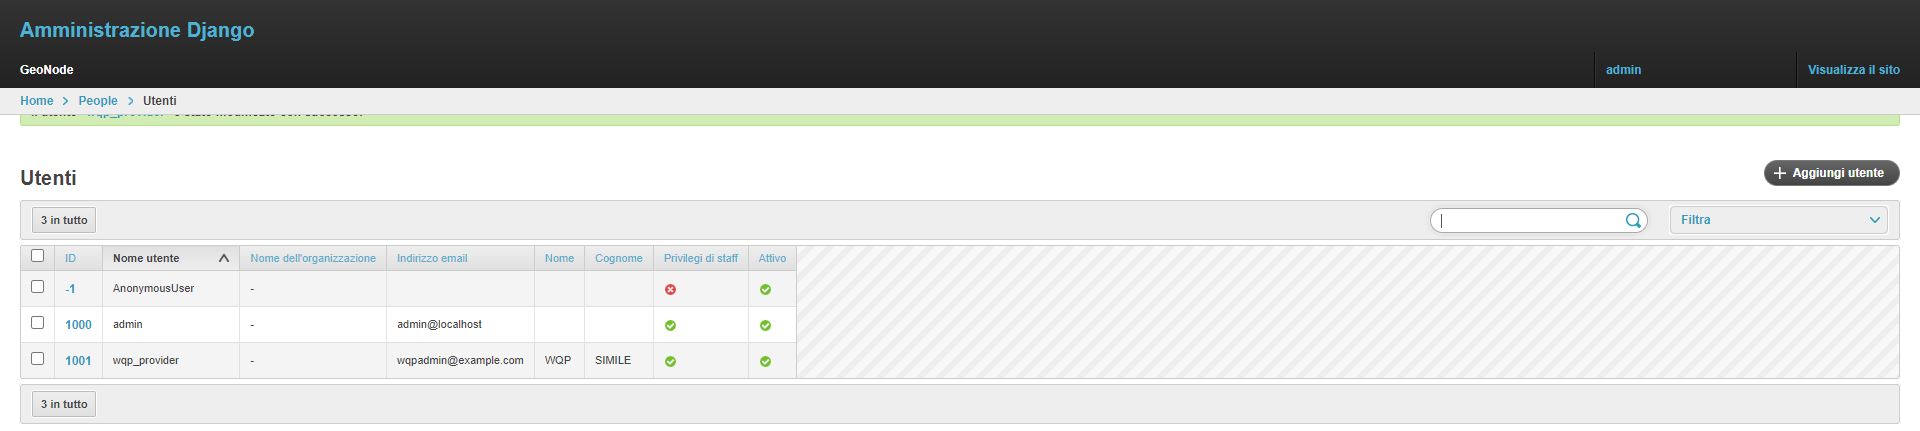 Amministrazione Django
GeoNode
admin
Visualizza il sito
Home > People > Utenti
Utenti
+ Aggiungi utente
3 in tutto
Filtra
ID Nome utente Nome dell'organizzazione Indirizzo email Nome Cognome Privilegi di staff Attivo
-1 AnonymousUser -
1000 admin - admin@localhost
1001 wqp_provider - wqpadmin@example.com WQP SIMILE
3 in tutto